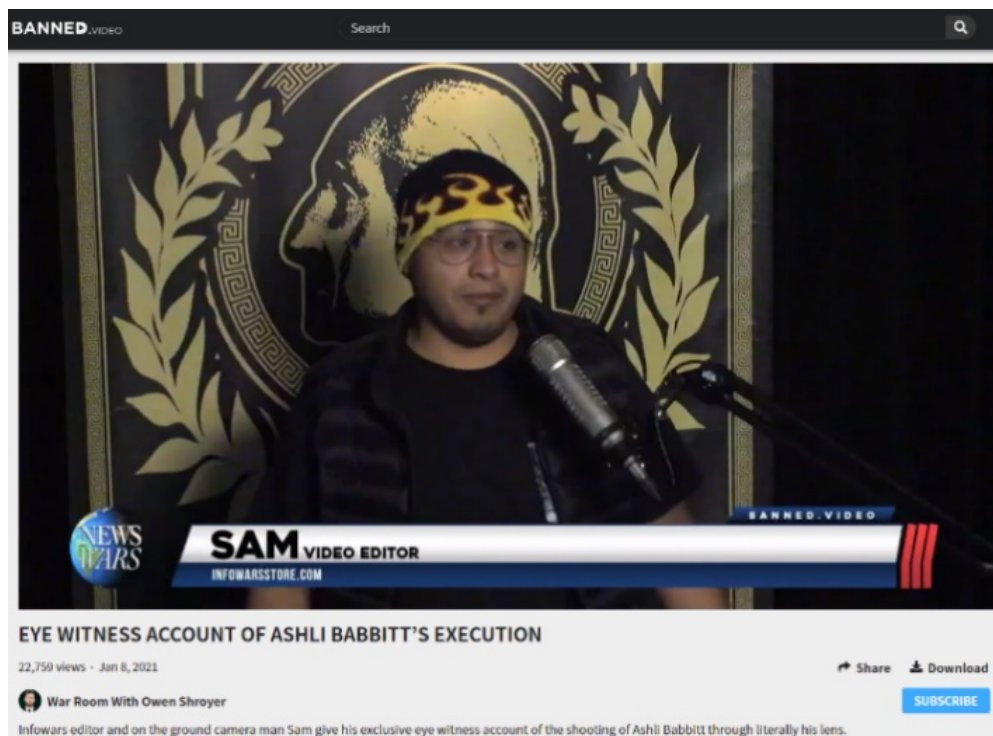 BANNED.VIDEO
Search
BANNED.VIDEO
NEWS
WARS
SAM VIDEO EDITOR
INFOWARSSTORE.COM
EYE WITNESS ACCOUNT OF ASHLI BABBITT'S EXECUTION
22,759 views · Jan 8, 2021
Share Download
War Room With Owen Shroyer
SUBSCRIBE
Infowars editor and on the ground camera man Sam give his exclusive eye witness account of the shooting of Ashli Babbitt through literally his lens.